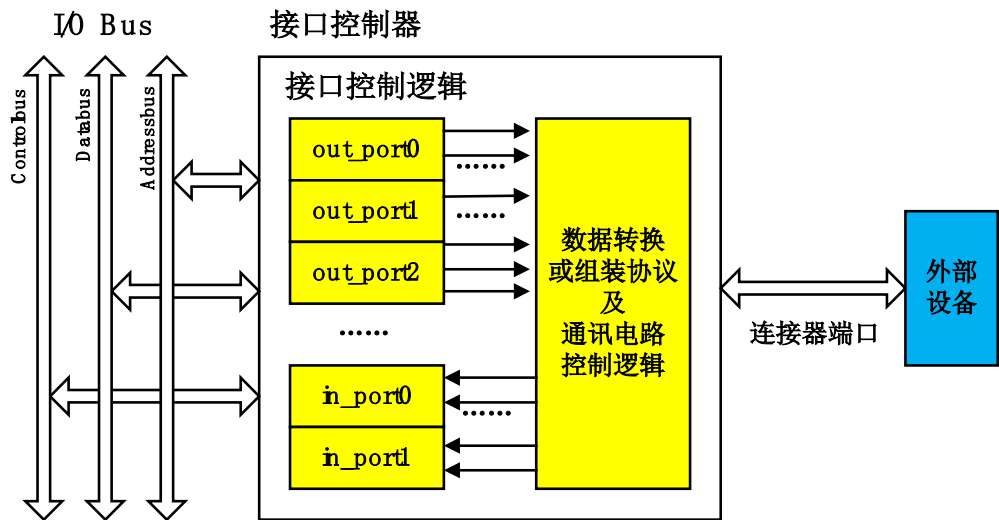 I/O Bus
接口控制器
接口控制逻辑
Controlbus
Databus
Addressbus
out_port0
......
out_port1
......
out_port2
......
in_port0
......
in_port1
数据转换
或组装协议
及
通讯电路
控制逻辑
连接器端口
外部
设备